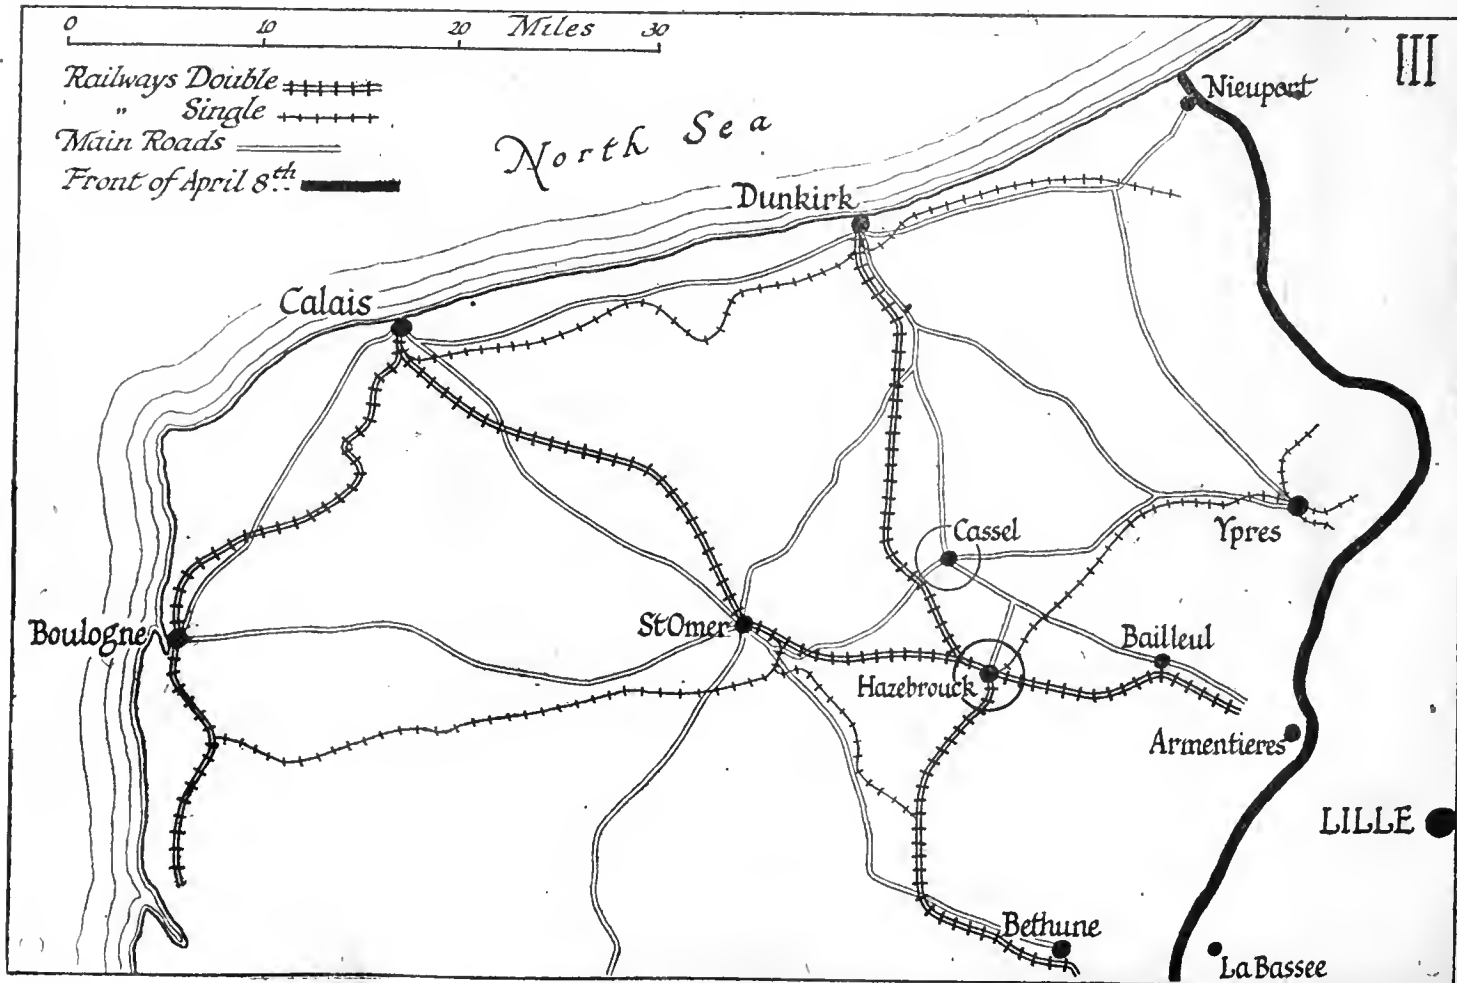 0 10 20 Miles 30
III
Railways Double
" Single
Main Roads
Front of April 8th
North Sea
Nieuport
Dunkirk
Calais
Cassel
Ypres
Boulogne
St Omer
Bailleul
Hazebrouck
Armentieres
LILLE
Bethune
La Bassee